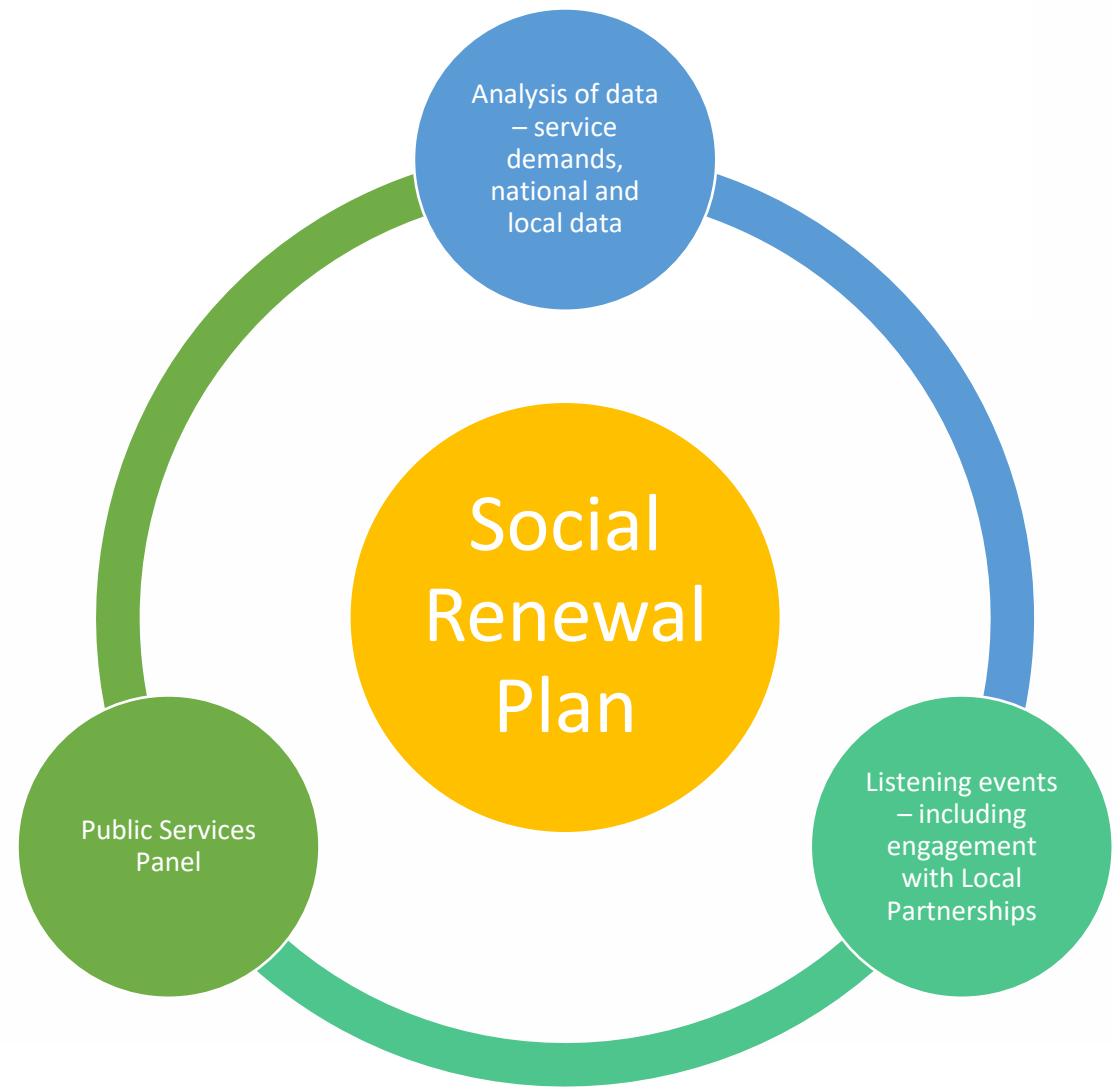 Analysis of data
– service
demands,
national and
local data
Social
Renewal
Plan
Listening events
– including
engagement
with Local
Partnerships
Public Services
Panel